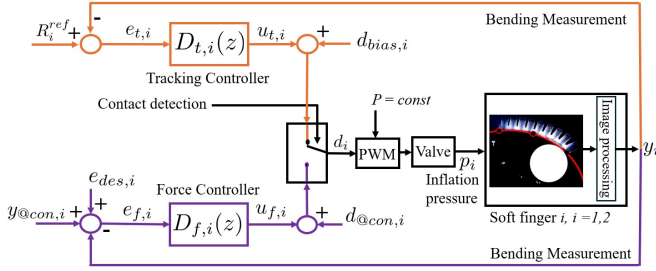 Bending Measurement
-
R_i^{ref} + e_{t,i} D_{t,i}(z) u_{t,i} + d_{bias,i}
Tracking Controller
Contact detection
P = const
d_i PWM Valve p_i
Inflation
pressure
Image processing
y_i
Soft finger i, i =1,2
e_{des,i}
Force Controller
y_{@con,i} + + - e_{f,i} D_{f,i}(z) u_{f,i} + d_{@con,i}
Bending Measurement